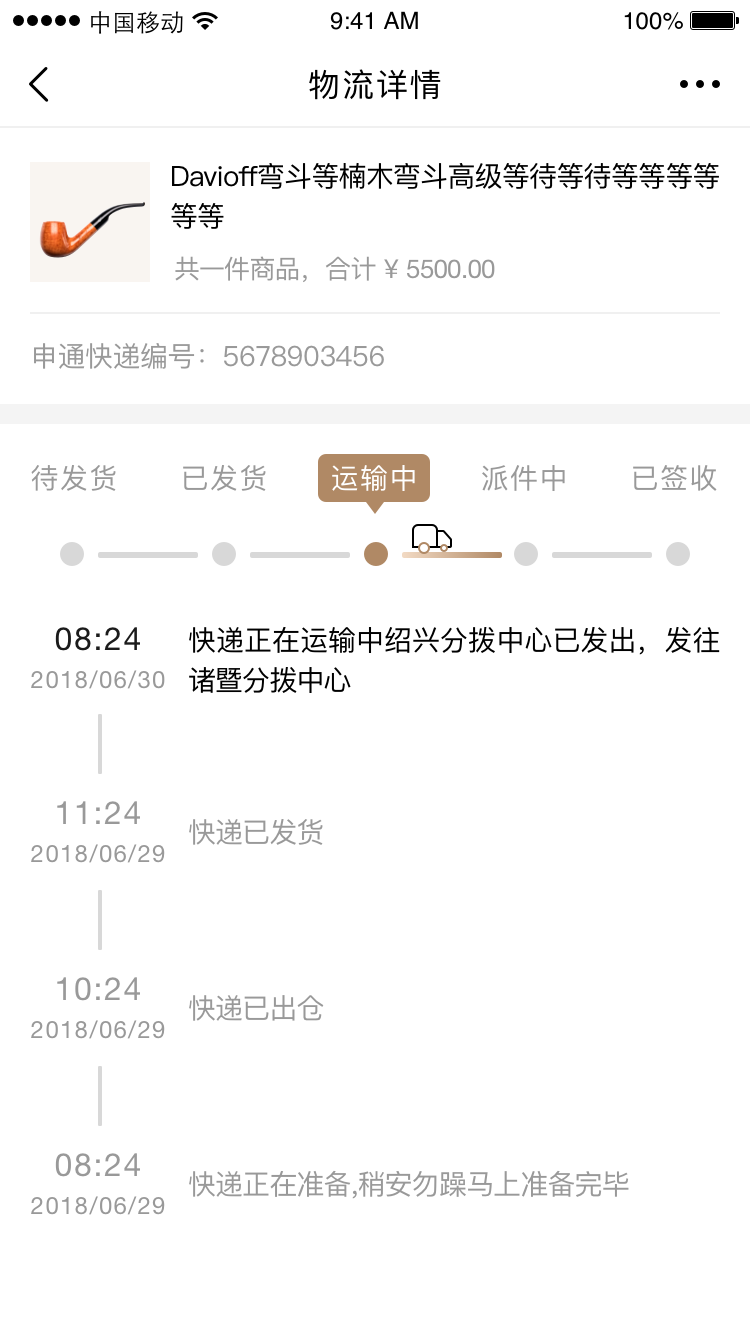 中国移动 9:41 AM 100%
物流详情
Davioff弯斗等楠木弯斗高级等待等待等等等等
等等
共一件商品，合计 ¥ 5500.00
申通快递编号：5678903456
待发货 已发货 运输中 派件中 已签收
08:24 快递正在运输中绍兴分拨中心已发出，发往
2018/06/30 诸暨分拨中心
11:24
快递已发货
2018/06/29
10:24
快递已出仓
2018/06/29
08:24
快递正在准备,稍安勿躁马上准备完毕
2018/06/29